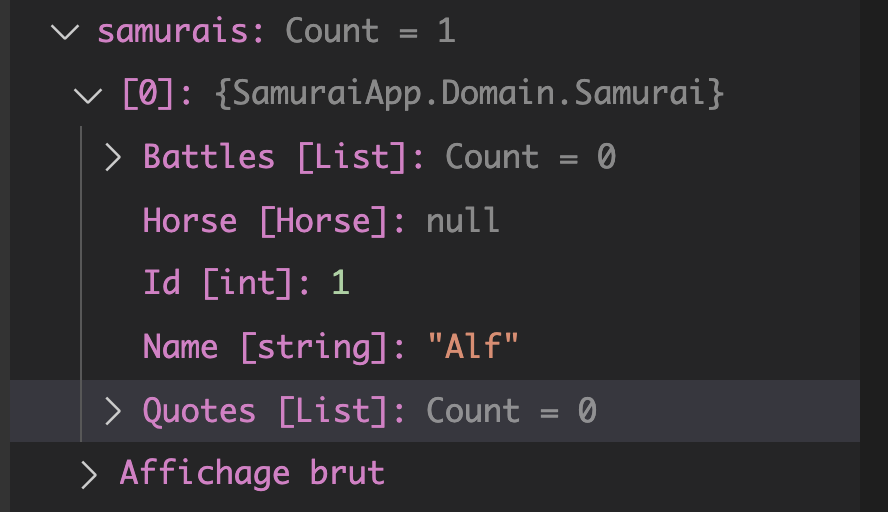 samurais: Count = 1
[0]: {SamuraiApp.Domain.Samurai}
Battles [List]: Count = 0
Horse [Horse]: null
Id [int]: 1
Name [string]: "Alf"
Quotes [List]: Count = 0
Affichage brut